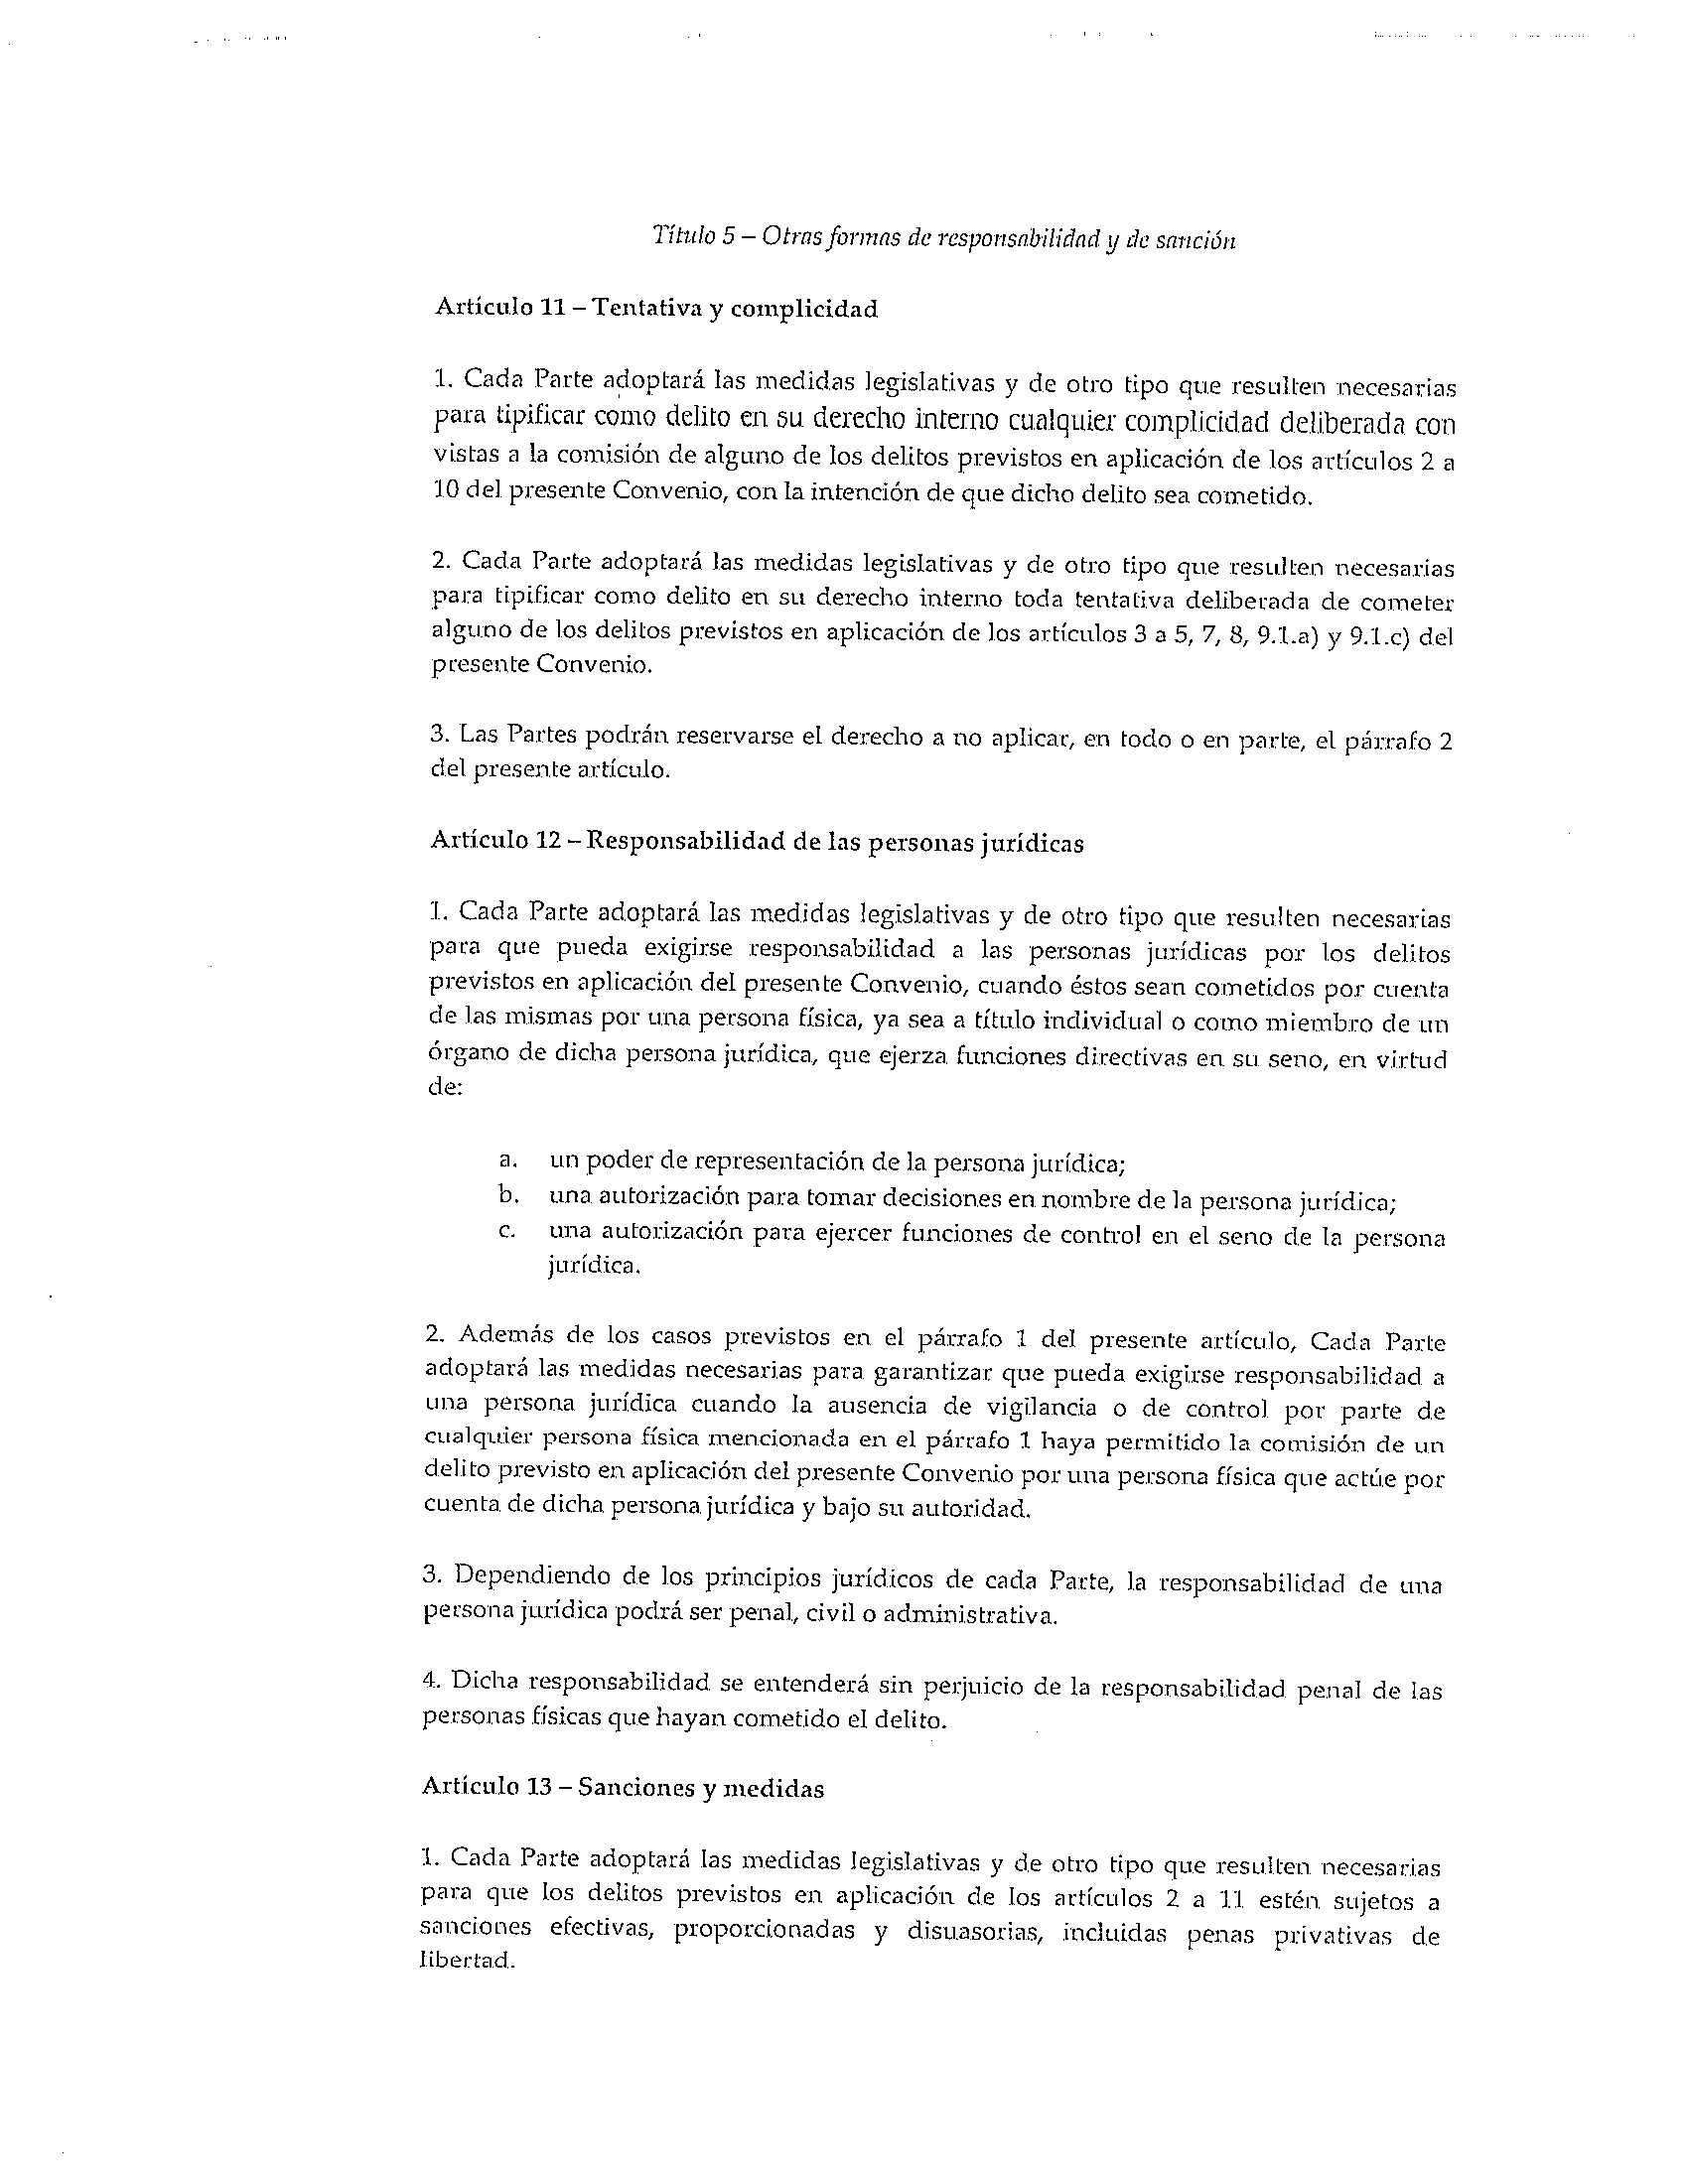 Título 5 – Otras formas de responsabilidad y de sanción
Artículo 11 – Tentativa y complicidad
1. Cada Parte adoptará las medidas legislativas y de otro tipo que resulten necesarias
para tipificar como delito en su derecho interno cualquier complicidad deliberada con
vistas a la comisión de alguno de los delitos previstos en aplicación de los artículos 2 a
10 del presente Convenio, con la intención de que dicho delito sea cometido.
2. Cada Parte adoptará las medidas legislativas y de otro tipo que resulten necesarias
para tipificar como delito en su derecho interno toda tentativa deliberada de cometer
alguno de los delitos previstos en aplicación de los artículos 3 a 5, 7, 8, 9.1.a) y 9.1.c) del
presente Convenio.
3. Las Partes podrán reservarse el derecho a no aplicar, en todo o en parte, el párrafo 2
del presente artículo.
Artículo 12 – Responsabilidad de las personas jurídicas
1. Cada Parte adoptará las medidas legislativas y de otro tipo que resulten necesarias
para que pueda exigirse responsabilidad a las personas jurídicas por los delitos
previstos en aplicación del presente Convenio, cuando éstos sean cometidos por cuenta
de las mismas por una persona física, ya sea a título individual o como miembro de un
órgano de dicha persona jurídica, que ejerza funciones directivas en su seno, en virtud
de:
a. un poder de representación de la persona jurídica;
b. una autorización para tomar decisiones en nombre de la persona jurídica;
c. una autorización para ejercer funciones de control en el seno de la persona
jurídica.
2. Además de los casos previstos en el párrafo 1 del presente artículo, Cada Parte
adoptará las medidas necesarias para garantizar que pueda exigirse responsabilidad a
una persona jurídica cuando la ausencia de vigilancia o de control por parte de
cualquier persona física mencionada en el párrafo 1 haya permitido la comisión de un
delito previsto en aplicación del presente Convenio por una persona física que actúe por
cuenta de dicha persona jurídica y bajo su autoridad.
3. Dependiendo de los principios jurídicos de cada Parte, la responsabilidad de una
persona jurídica podrá ser penal, civil o administrativa.
4. Dicha responsabilidad se entenderá sin perjuicio de la responsabilidad penal de las
personas físicas que hayan cometido el delito.
Artículo 13 – Sanciones y medidas
1. Cada Parte adoptará las medidas legislativas y de otro tipo que resulten necesarias
para que los delitos previstos en aplicación de los artículos 2 a 11 estén sujetos a
sanciones efectivas, proporcionadas y disuasorias, incluidas penas privativas de
libertad.